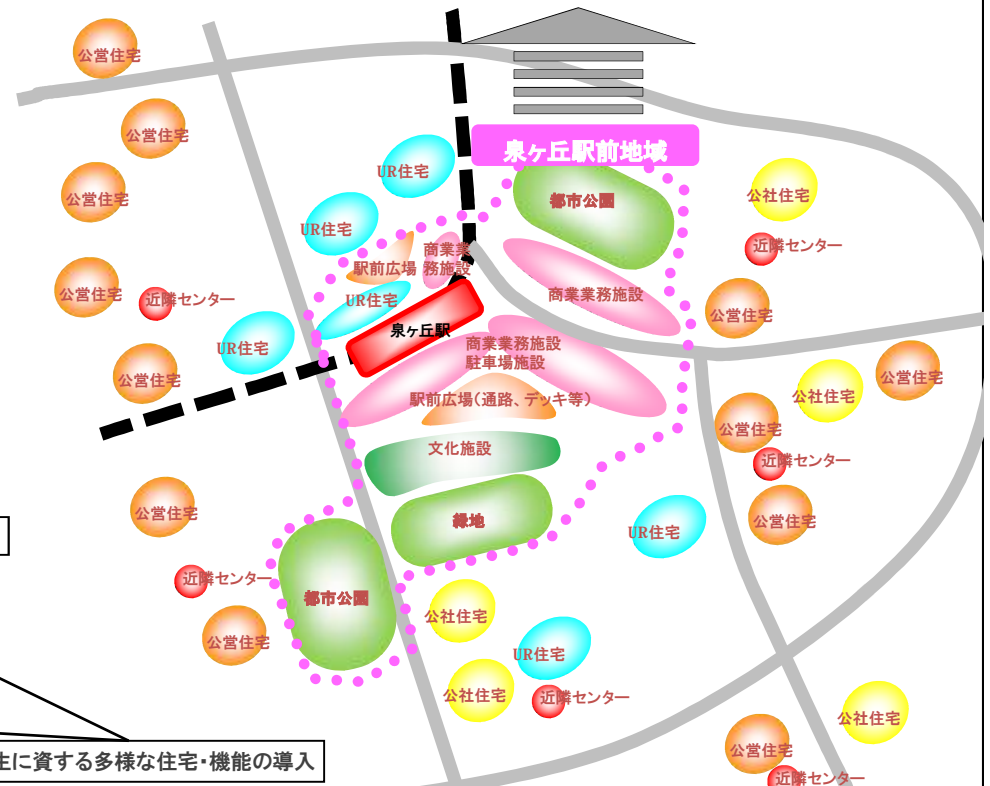 公営住宅
公営住宅
泉ヶ丘駅前地域
UR住宅
都市公園
公社住宅
公営住宅
UR住宅
近隣センター
商業業
務施設
駅前広場
公営住宅
近隣センター
UR住宅
商業業務施設
公営住宅
泉ヶ丘駅
UR住宅
商業業務施設
駐車場施設
公営住宅
公営住宅
公社住宅
駅前広場(通路、デッキ等)
公営住宅
文化施設
近隣センター
公営住宅
緑地
公営住宅
UR住宅
近隣センター
都市公園
公社住宅
公営住宅
UR住宅
公社住宅
近隣センター
公社住宅
公営住宅
生に資する多様な住宅・機能の導入
近隣センター